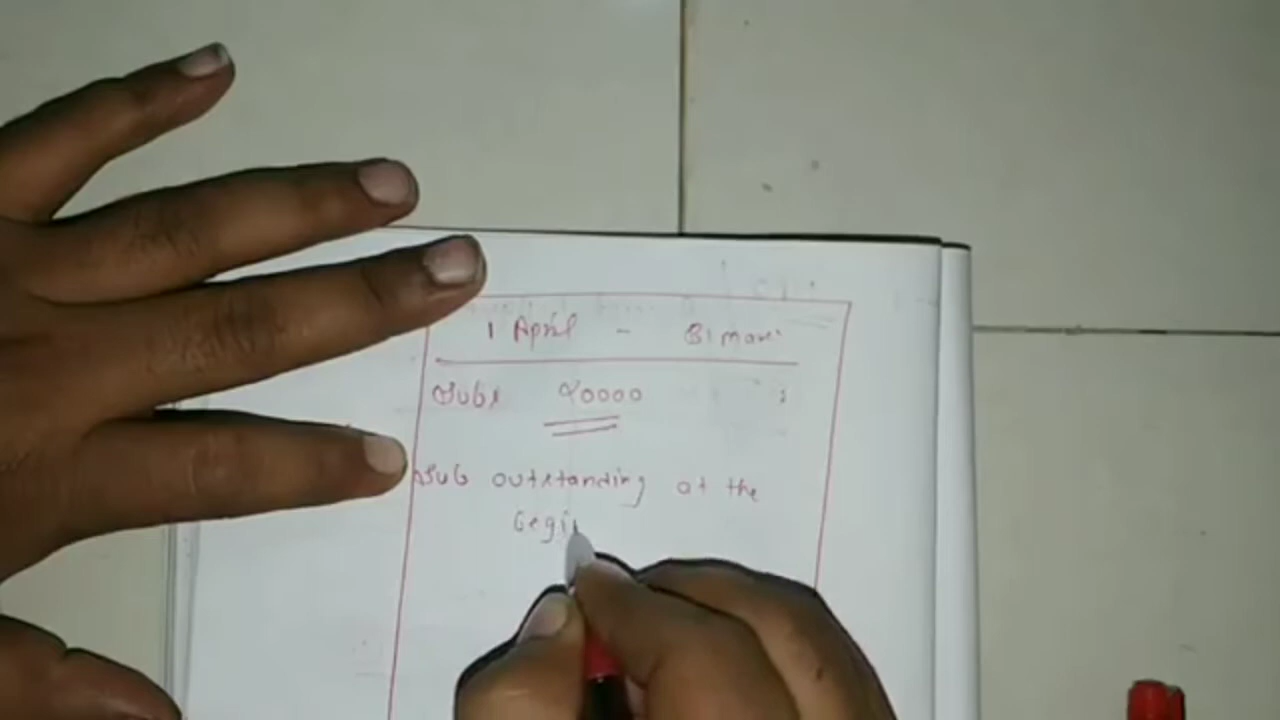 1 April - 31 mar
Subs 20000 :
Sub outstanding at the
begi